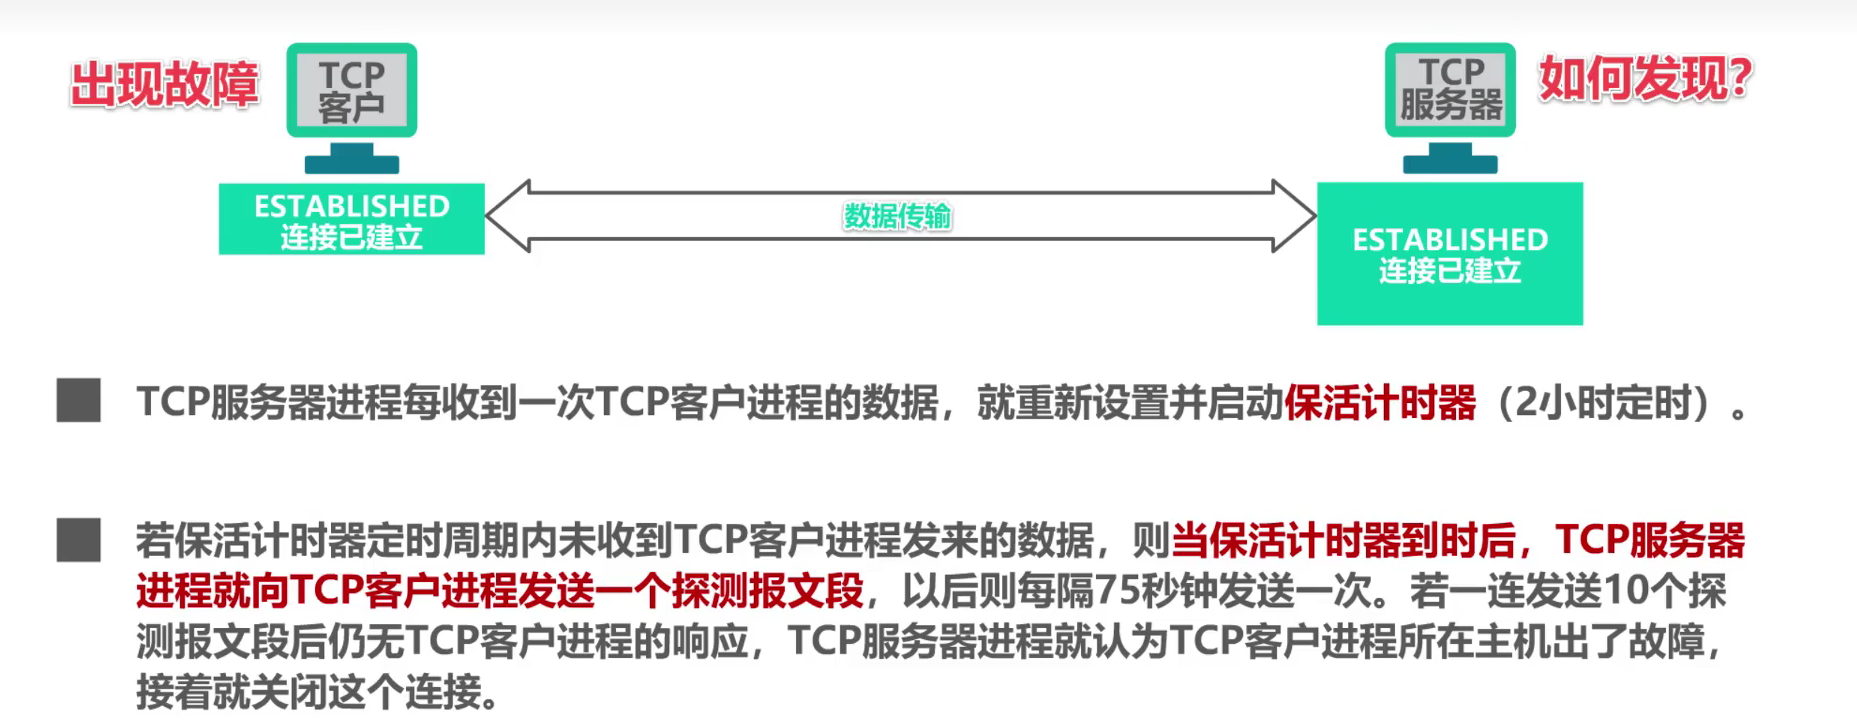 出现故障
TCP
客户
TCP
服务器
如何发现？
ESTABLISHED
连接已建立
数据传输
ESTABLISHED
连接已建立
TCP服务器进程每收到一次TCP客户进程的数据，就重新设置并启动保活计时器（2小时定时）。
若保活计时器定时周期内未收到TCP客户进程发来的数据，则当保活计时器到时后，TCP服务器
进程就向TCP客户进程发送一个探测报文段，以后则每隔75秒钟发送一次。若一连发送10个探
测报文段后仍无TCP客户进程的响应，TCP服务器进程就认为TCP客户进程所在主机出了故障，
接着就关闭这个连接。